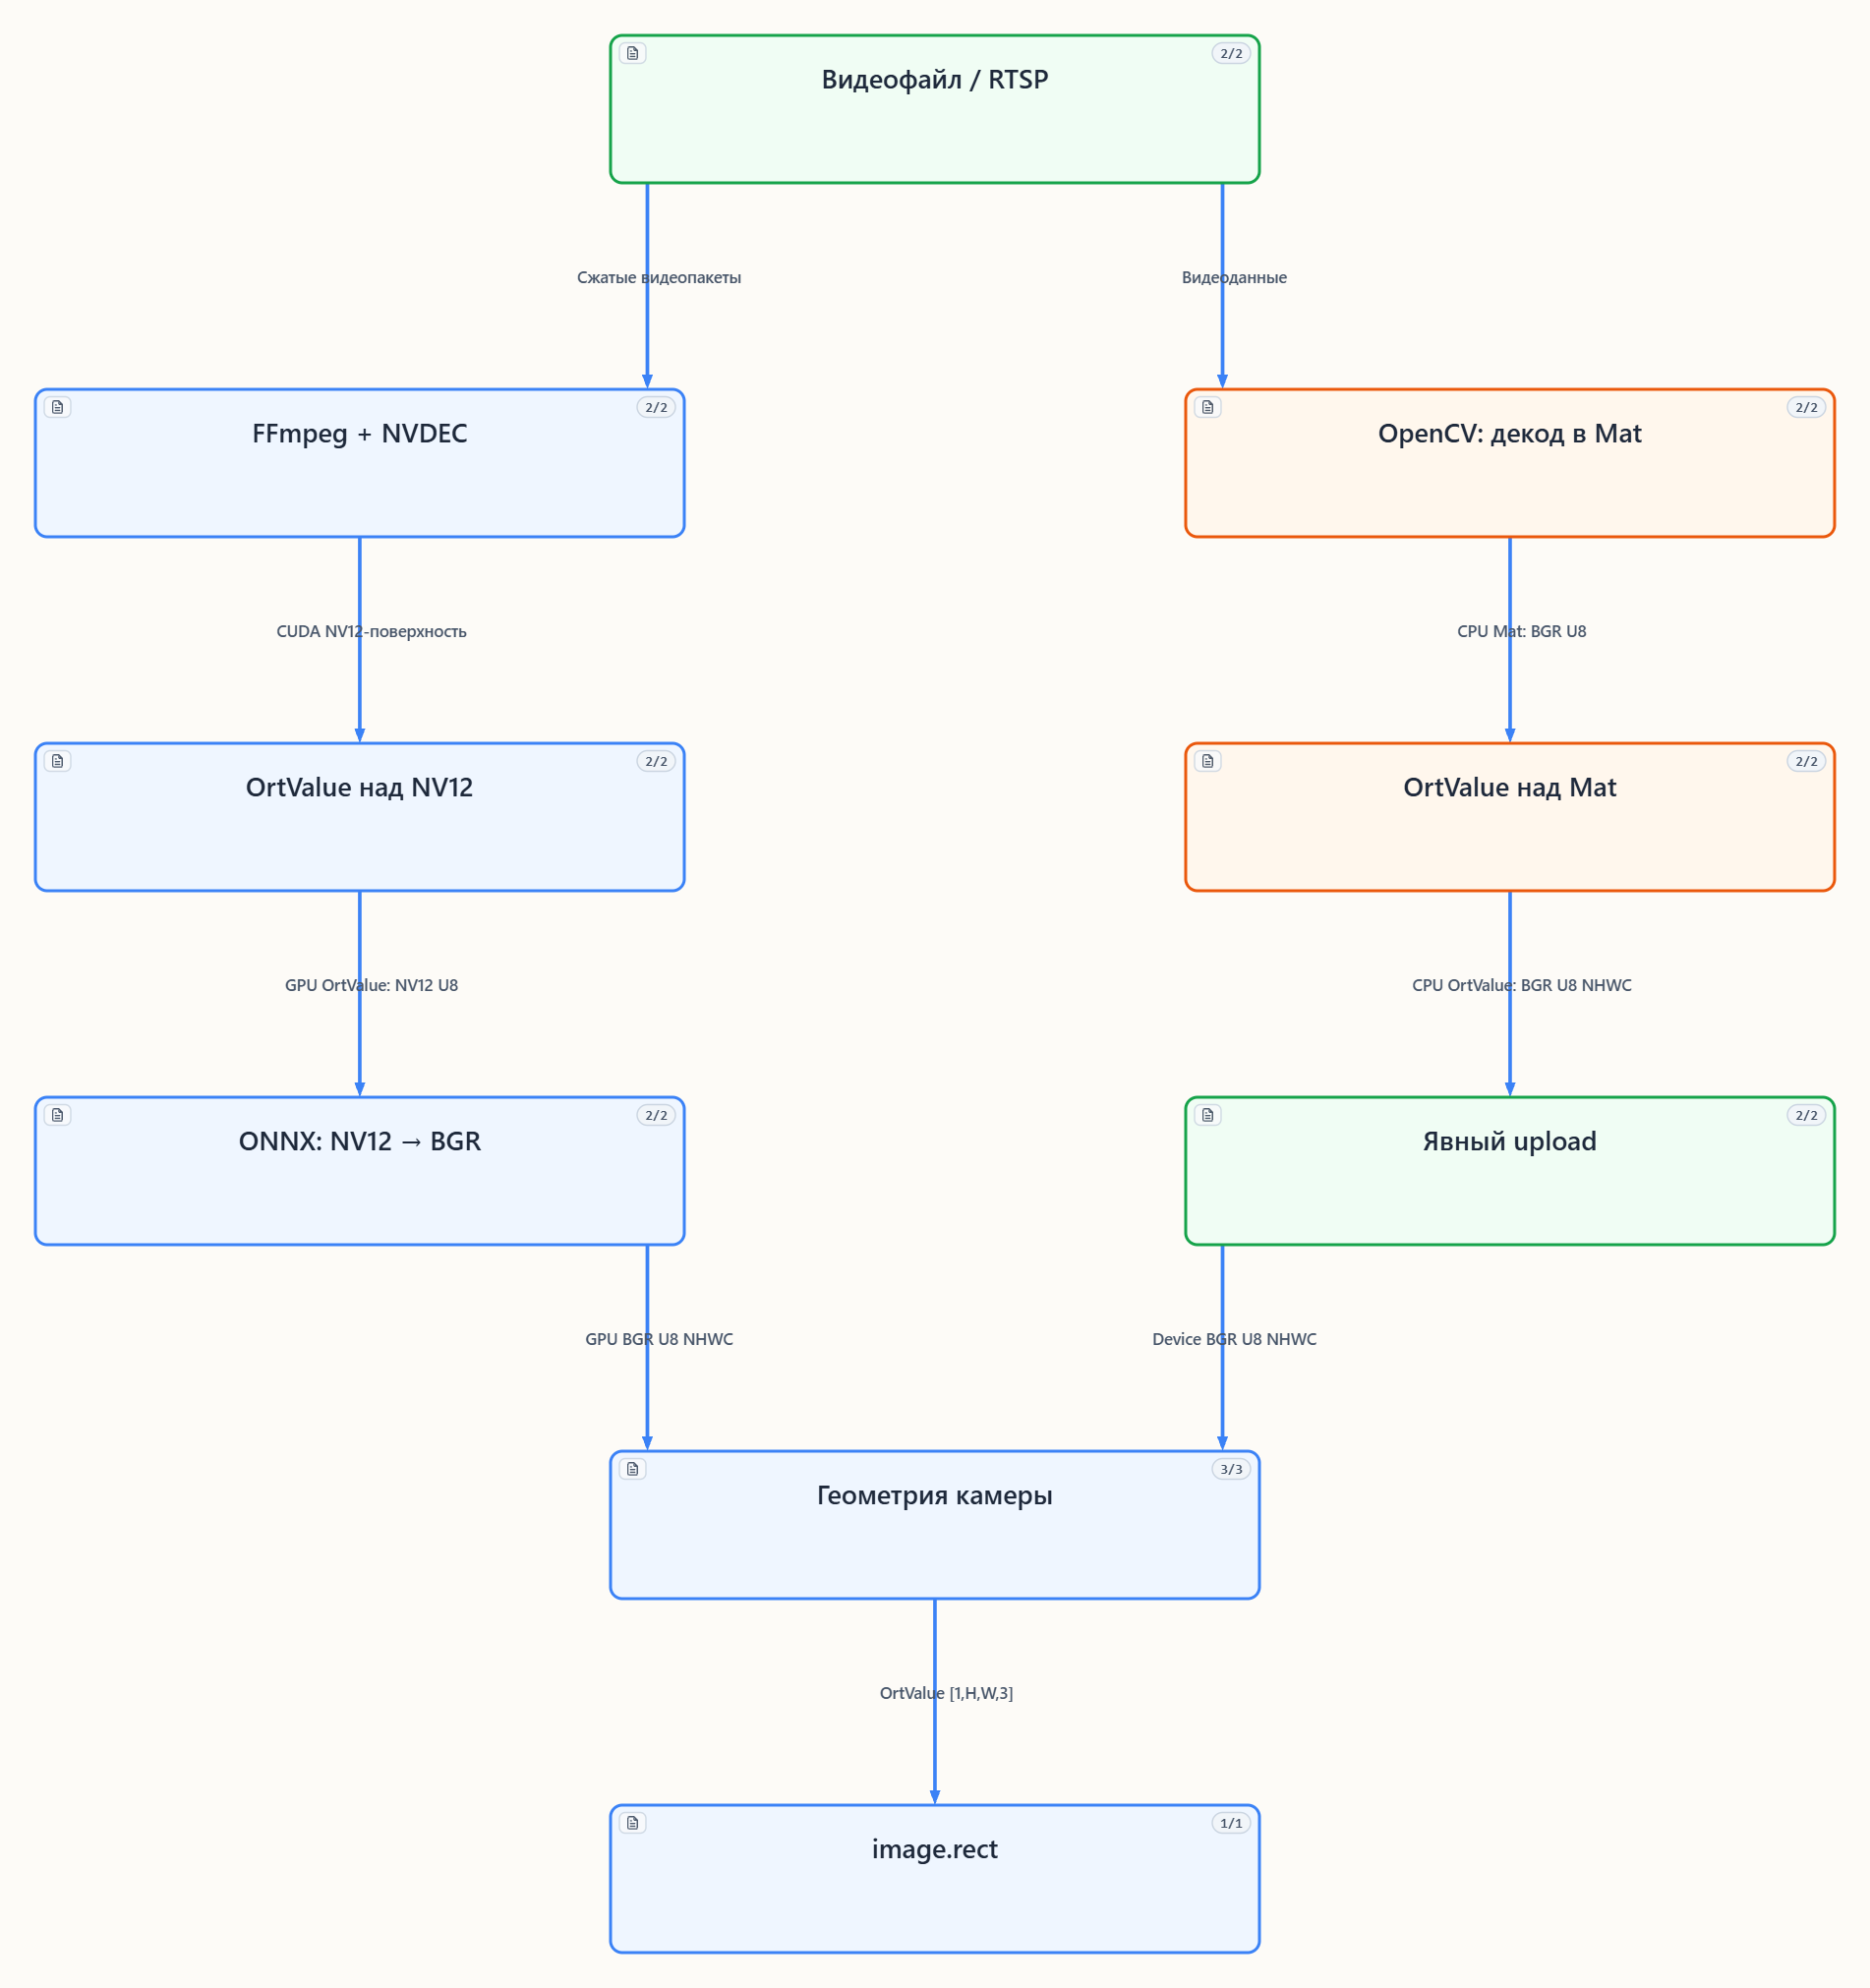 2/2
Видеофайл / RTSP
Сжатые видеопакеты
Видеоданные
2/2
FFmpeg + NVDEC
2/2
OpenCV: декод в Mat
CUDA NV12-поверхность
CPU Mat: BGR U8
2/2
OrtValue над NV12
2/2
OrtValue над Mat
GPU OrtValue: NV12 U8
CPU OrtValue: BGR U8 NHWC
2/2
ONNX: NV12 → BGR
2/2
Явный upload
GPU BGR U8 NHWC
Device BGR U8 NHWC
3/3
Геометрия камеры
OrtValue [1,H,W,3]
1/1
image.rect